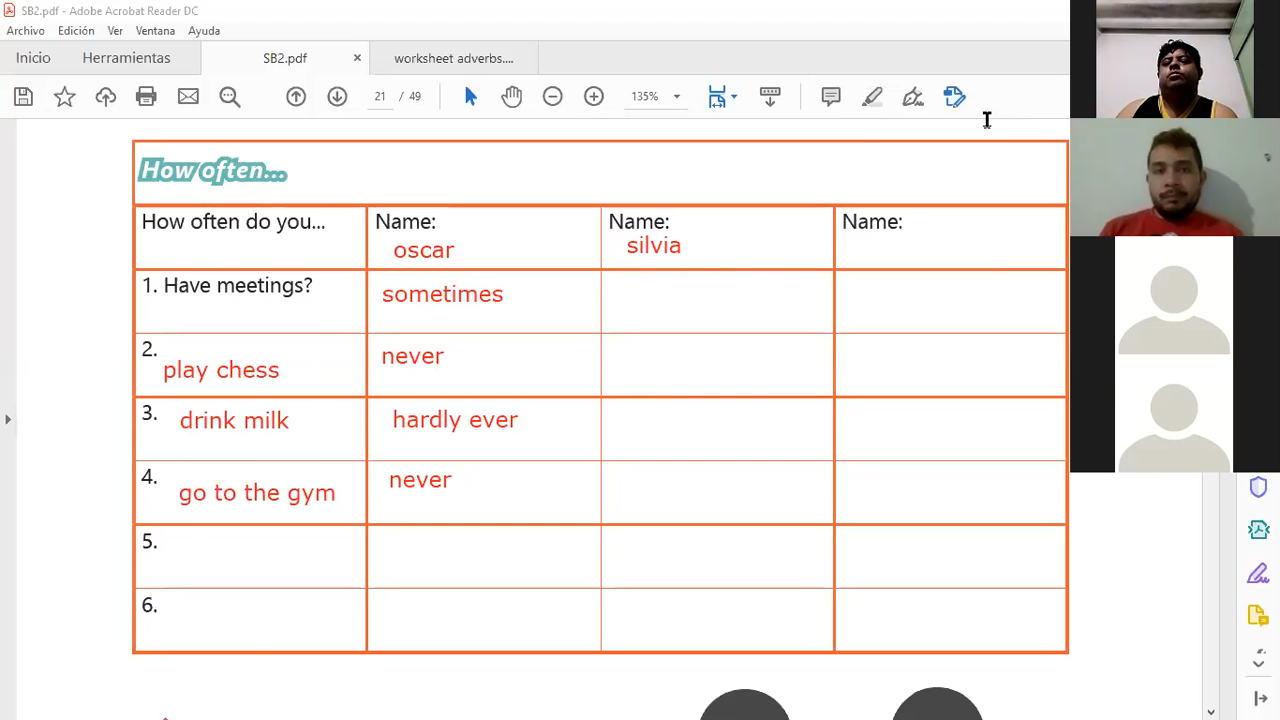 SB2.pdf - Adobe Acrobat Reader DC
Archivo Edición Ver Ventana Ayuda
Inicio Herramientas SB2.pdf × worksheet adverbs....
21 / 49 135%
How often...
How often do you... Name: Name: Name:
oscar silvia
1. Have meetings? sometimes
2. never
play chess
3. drink milk hardly ever
4. never
go to the gym
5.
6.